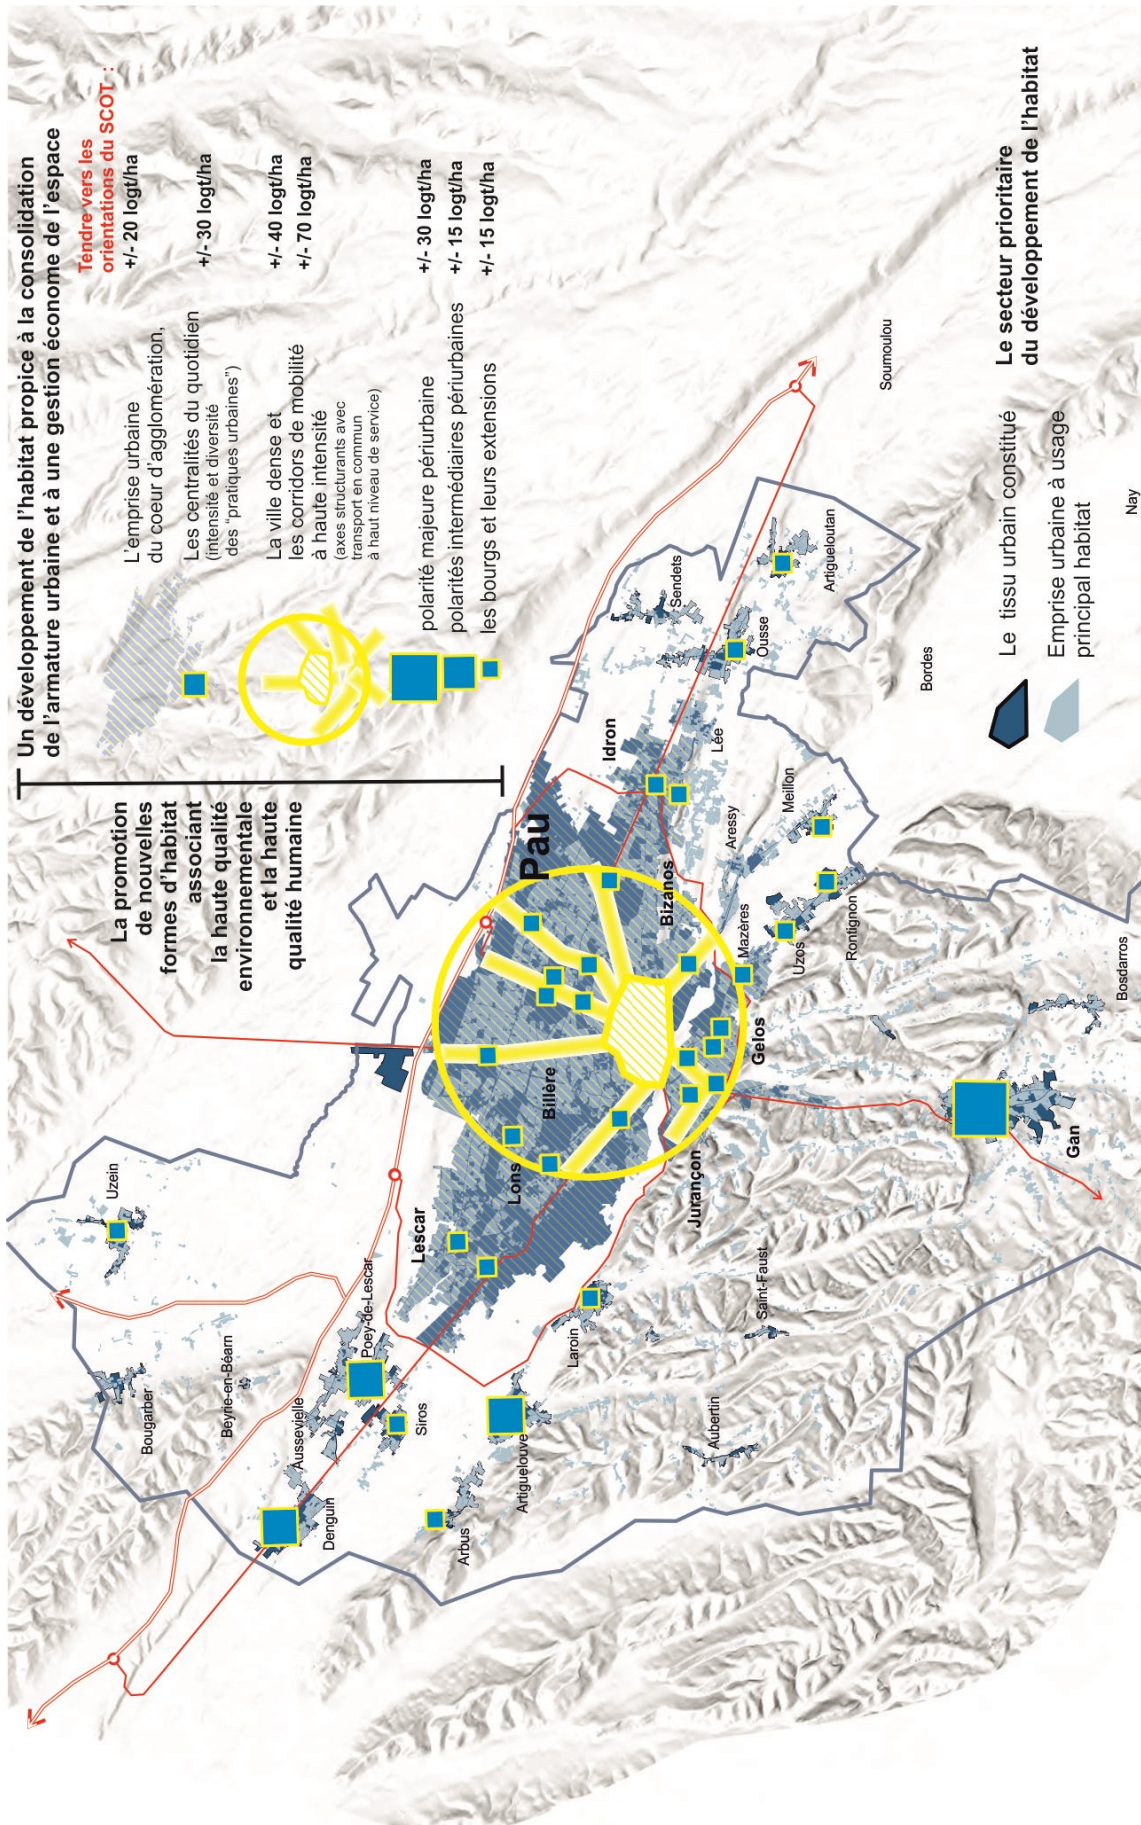 Un développement de l'habitat propice à la consolidation
de l'armature urbaine et à une gestion économe de l'espace
Tendre vers les
orientations du SCOT :
L'emprise urbaine
du coeur d'agglomération,
+/- 20 logt/ha
Les centralités du quotidien
(intensité et diversité
des "pratiques urbaines")
+/- 30 logt/ha
La ville dense et
les corridors de mobilité
à haute intensité
(axes structurants avec
transport en commun
à haut niveau de service)
+/- 40 logt/ha
+/- 70 logt/ha
polarité majeure périurbaine
+/- 30 logt/ha
polarités intermédiaires périurbaines
+/- 15 logt/ha
les bourgs et leurs extensions
+/- 15 logt/ha
La promotion
de nouvelles
formes d'habitat
associant
la haute qualité
environnementale
et la haute
qualité humaine
Uzein
Bougarber
Beyrie-en-Béarn
Poey-de-Lescar
Aussevielle
Denguin
Siros
Arbus
Artiguelouve
Laroin
Aubertin
Saint-Faust
Lescar
Lons
Billère
Jurançon
Pau
Gelos
Bizanos
Mazères
Idron
Lée
Aressy
Meillon
Uzos
Rontignon
Sendets
Ousse
Artigueloutan
Soumoulou
Bordes
Nay
Bosdarros
Gan
Le secteur prioritaire
du développement de l'habitat
Le tissu urbain constitué
Emprise urbaine à usage
principal habitat